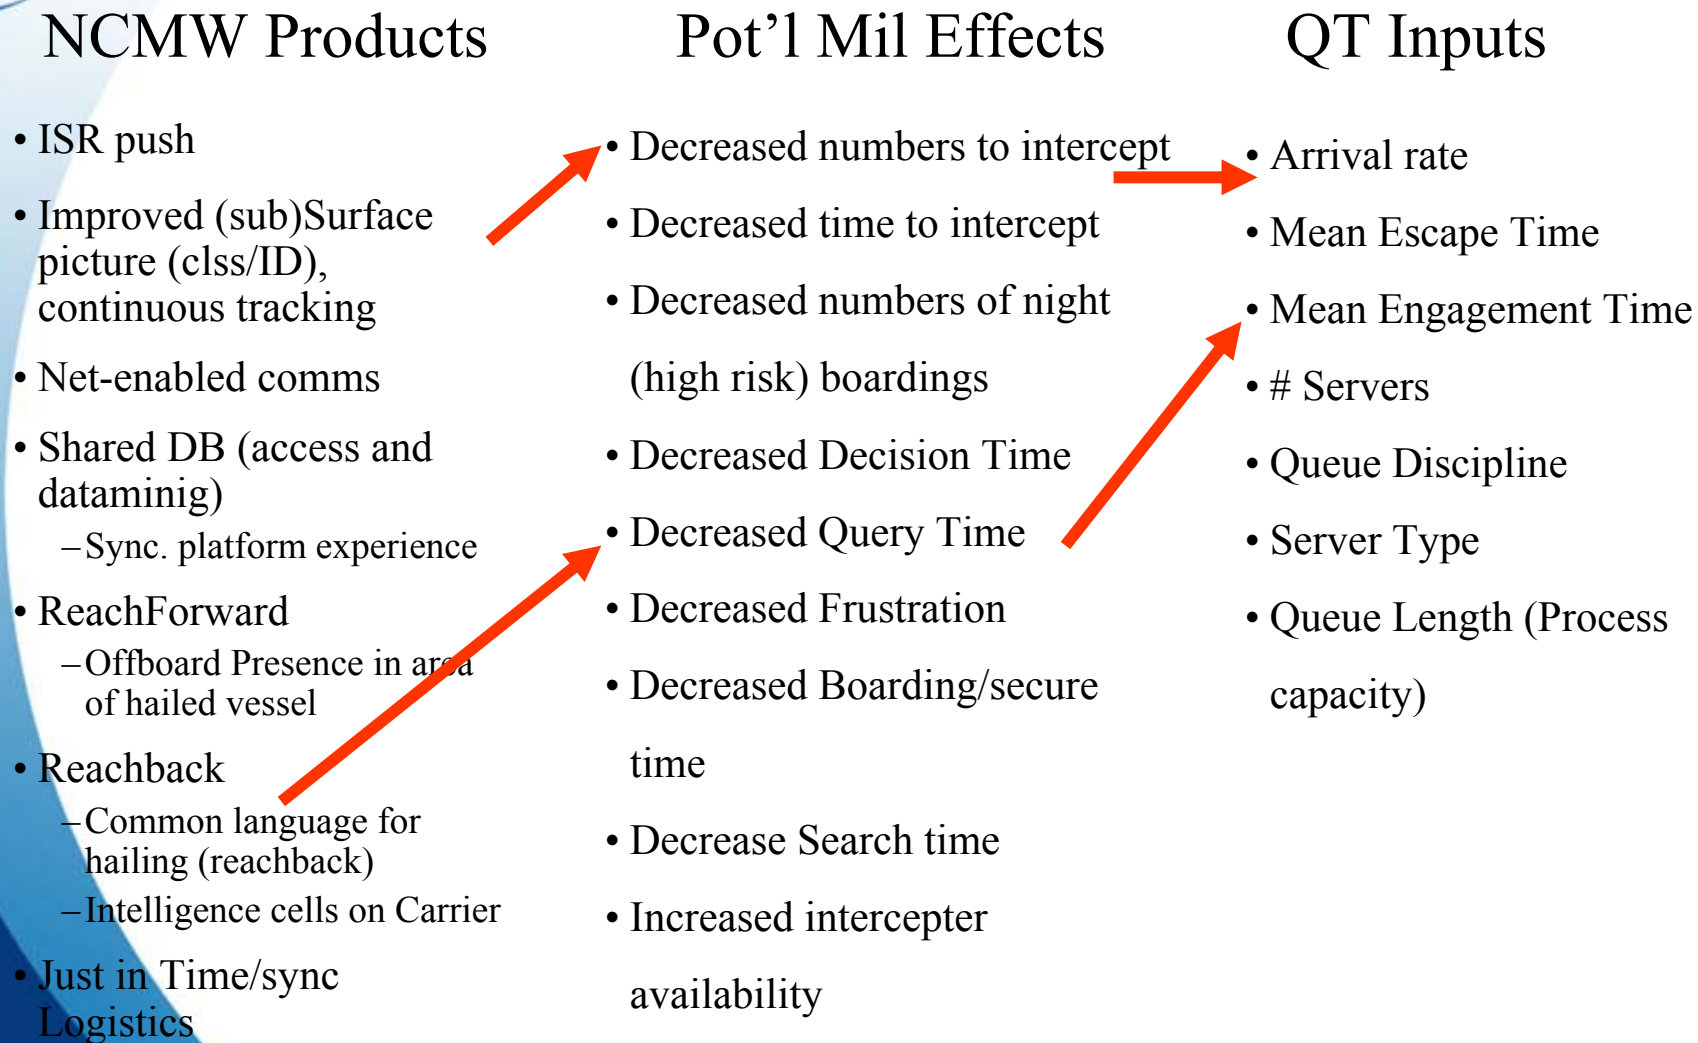 NCMW Products
• ISR push
• Improved (sub)Surface
picture (clss/ID),
continuous tracking
• Net-enabled comms
• Shared DB (access and
dataminig)
–Sync. platform experience
• ReachForward
–Offboard Presence in area
of hailed vessel
• Reachback
–Common language for
hailing (reachback)
–Intelligence cells on Carrier
• Just in Time/sync
Logistics
Pot’l Mil Effects
• Decreased numbers to intercept
• Decreased time to intercept
• Decreased numbers of night
(high risk) boardings
• Decreased Decision Time
• Decreased Query Time
• Decreased Frustration
• Decreased Boarding/secure
time
• Decrease Search time
• Increased intercepter
availability
QT Inputs
• Arrival rate
• Mean Escape Time
• Mean Engagement Time
• # Servers
• Queue Discipline
• Server Type
• Queue Length (Process
capacity)